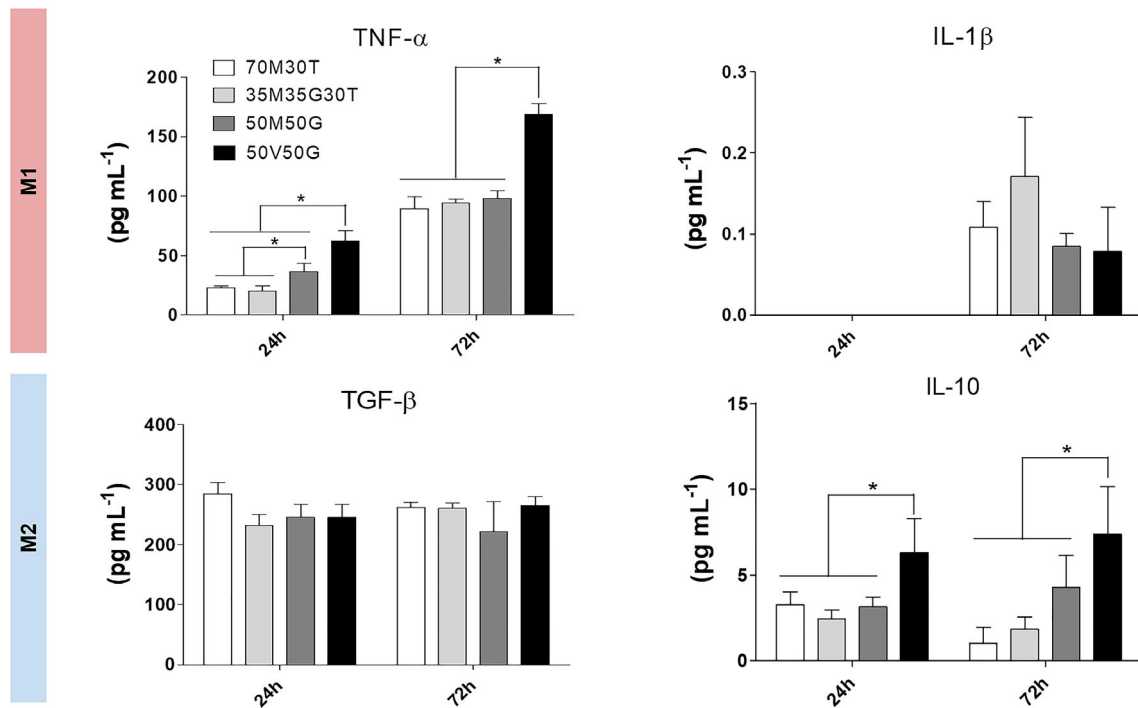 M1
TNF-α
70M30T
35M35G30T
50M50G
50V50G
(pg mL⁻¹)
200
150
100
50
0
*
*
*
24h
72h
IL-1β
(pg mL⁻¹)
0.3
0.2
0.1
0.0
24h
72h
M2
TGF-β
(pg mL⁻¹)
400
300
200
100
0
24h
72h
IL-10
(pg mL⁻¹)
15
10
5
0
*
*
24h
72h